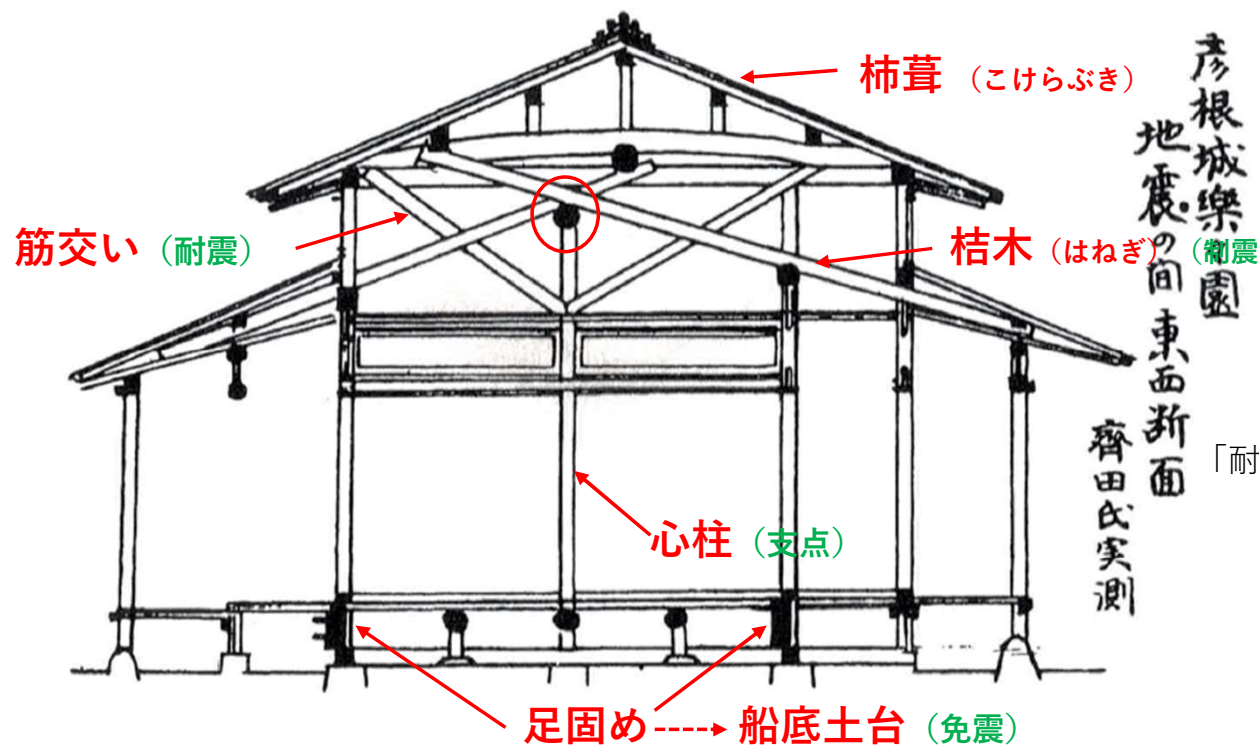 柿葺（こけらぶき）
筋交い（耐震）
桔木（はねぎ）（制震
心柱（支点）
足固め-----→船底土台（免震）
彦根城樂々園
地震の間 東西断面
齊田氏実測
「耐